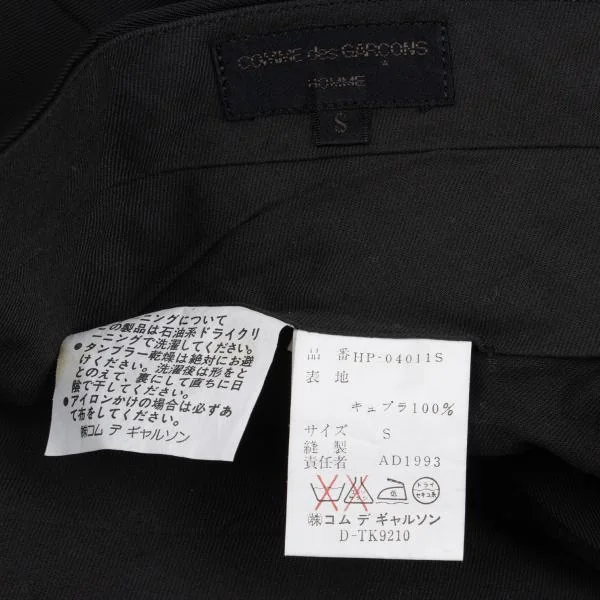 COMME des GARÇONS
HOMME
S
ニングについて
この製品は石油系ドライクリ
ーニングで洗濯してください。
●タンブラー乾燥は絶対にお避
けください。洗濯後は形をと
とのえて、裏にして直ちに日
陰で干してください。
●アイロンかけの場合は必ずあ
て布をしてください。
㈱コム デ ギャルソン
品 番 HP-04011S
表 地
キュプラ100%
サイズ S
縫 製
責任者 AD1993
ドライ
セキユ系
㈱コム デ ギャルソン
D-TK9210